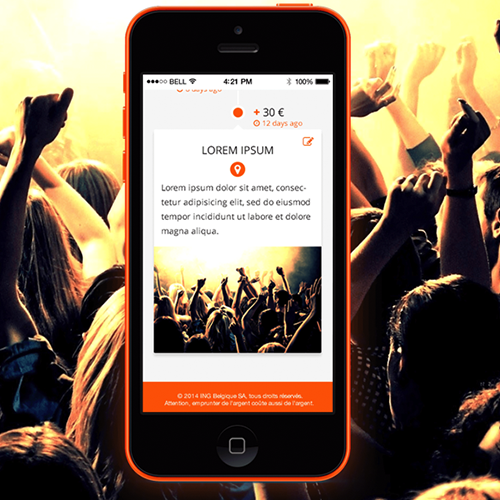 BELL 4:21 PM 100%
days ago
+ 30 €
12 days ago
LOREM IPSUM
Lorem ipsum dolor sit amet, consec-
tetur adipisicing elit, sed do eiusmod
tempor incididunt ut labore et dolore
magna aliqua.
© 2014 ING Belgique SA, tous droits réservés.
Attention, emprunter de l'argent coûte aussi de l'argent.